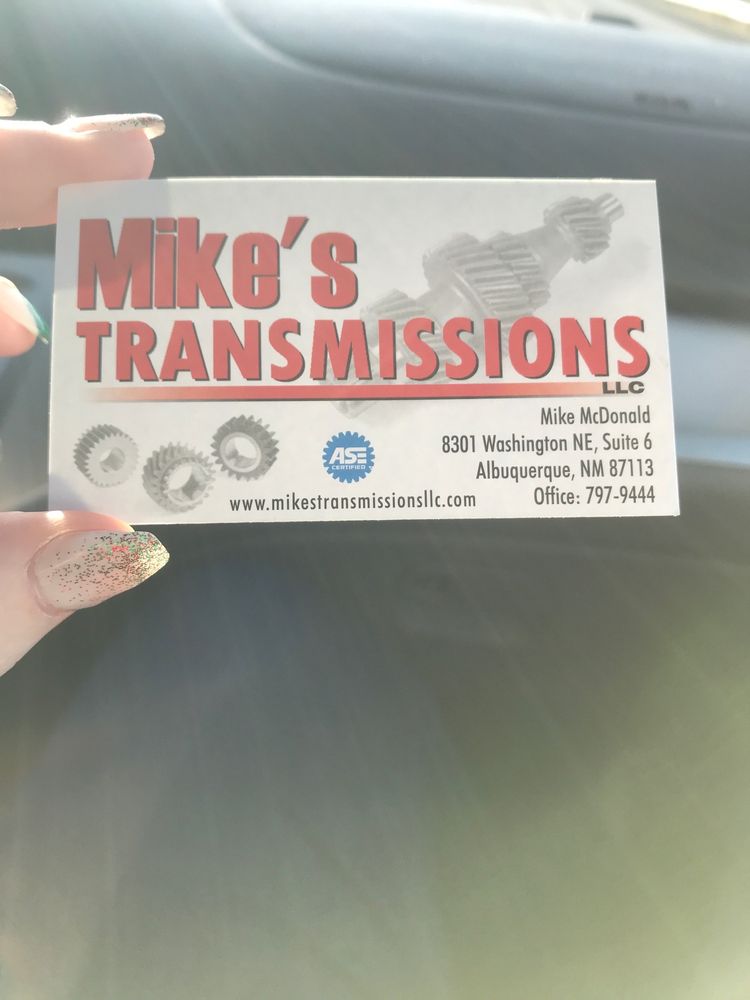 Mike's
TRANSMISSIONS
LLC
Mike McDonald
8301 Washington NE, Suite 6
Albuquerque, NM 87113
Office: 797-9444
ASE
CERTIFIED
www.mikestransmissionsllc.com